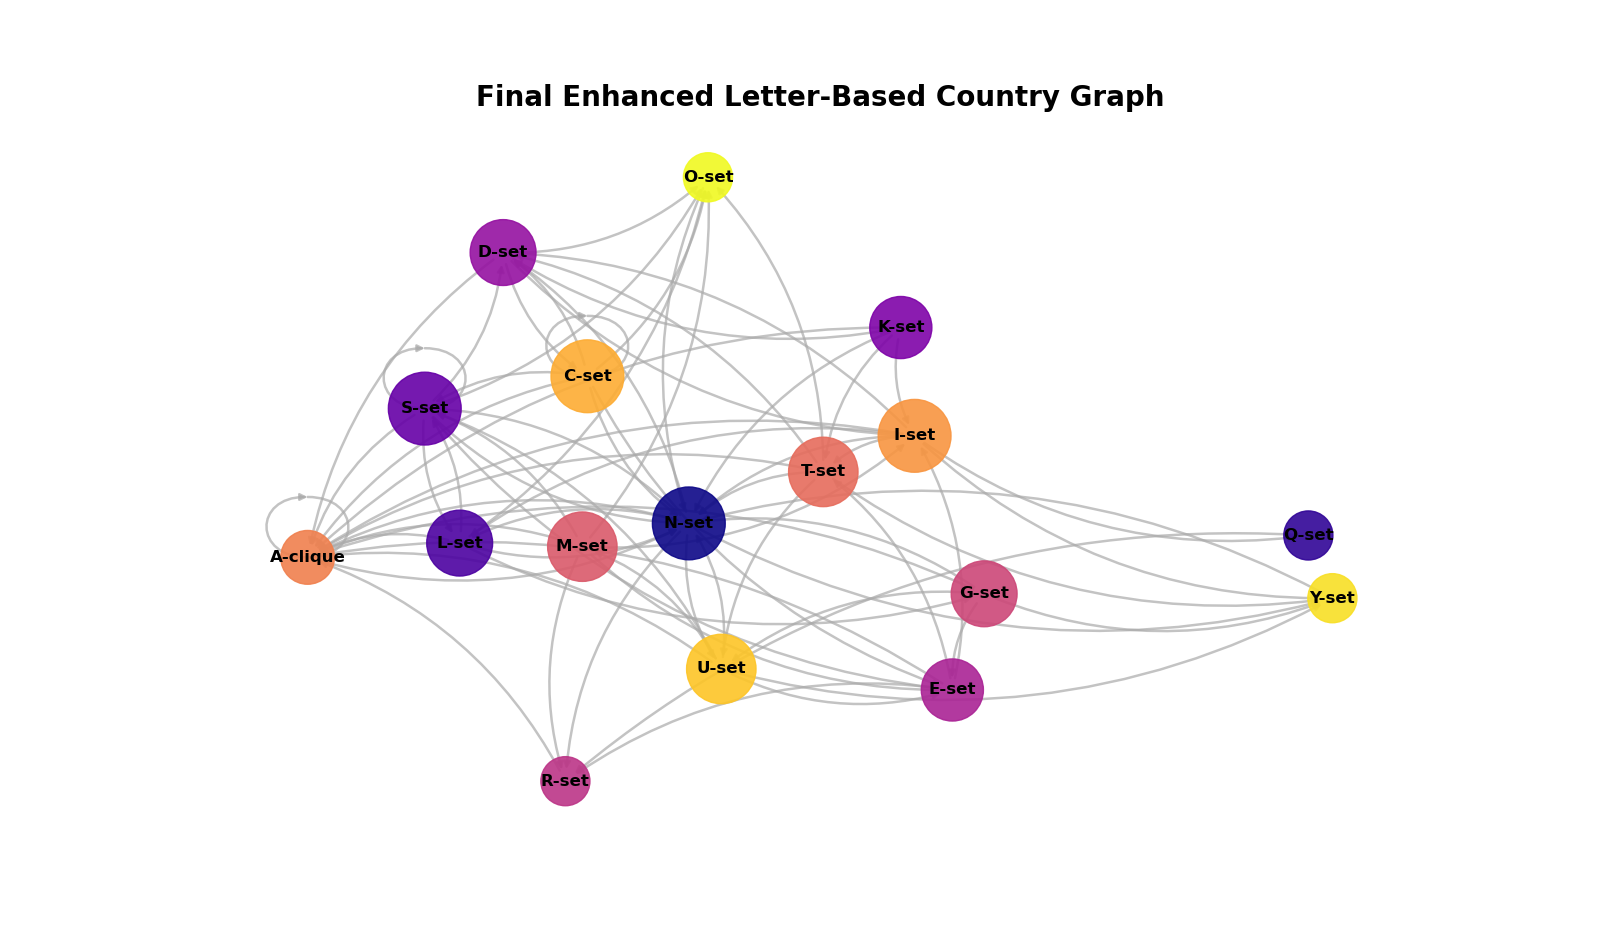 Final Enhanced Letter-Based Country Graph
O-set
D-set
K-set
C-set
S-set
I-set
T-set
N-set
Q-set
L-set
M-set
A-clique
G-set
Y-set
U-set
E-set
R-set